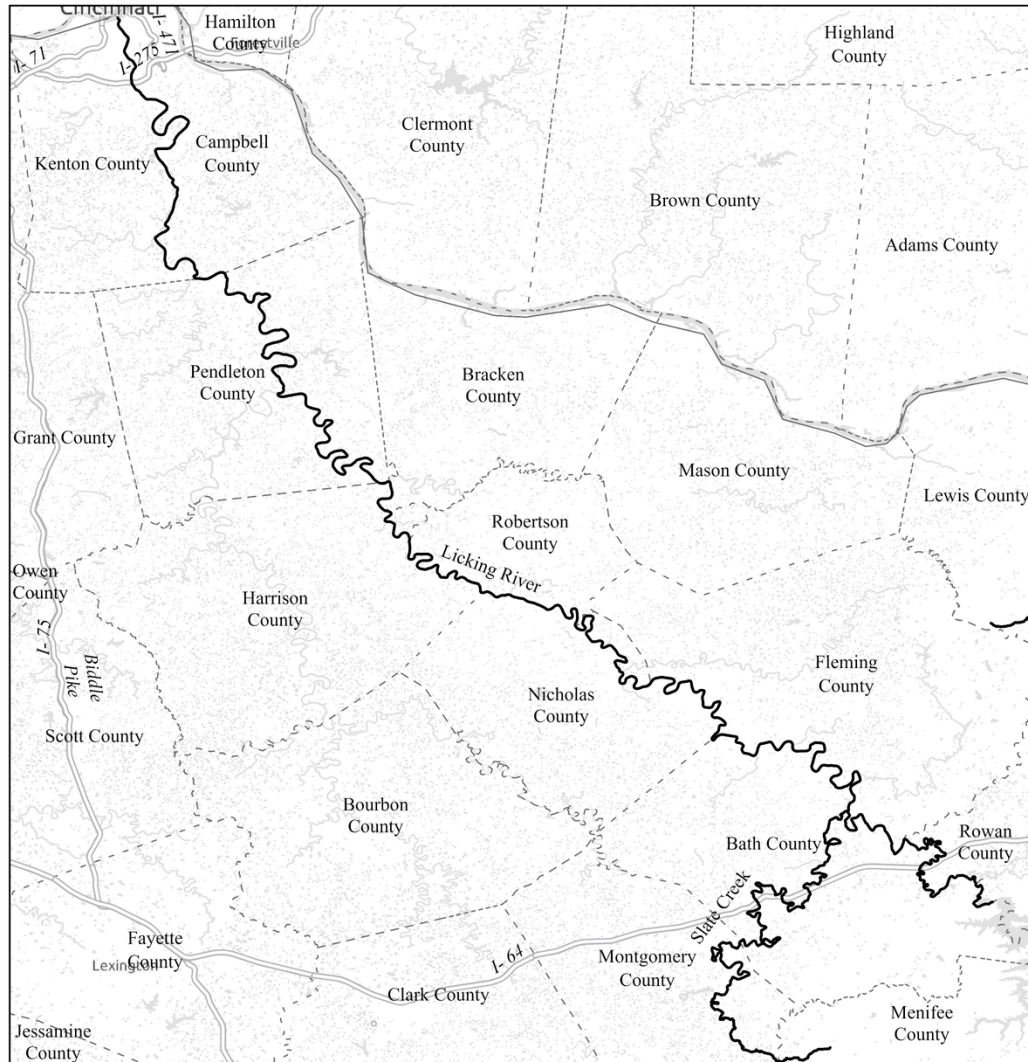 Cincinnati
I- 471
I- 71
I- 275
Hamilton
County
Forestville
Highland
County
Clermont
County
Campbell
County
Kenton County
Brown County
Adams County
Pendleton
County
Bracken
County
Grant County
Mason County
Lewis County
Robertson
County
Licking River
Owen
County
Harrison
County
I- 75
Biddle
Pike
Fleming
County
Nicholas
County
Scott County
Bourbon
County
Bath County
Rowan
County
Slate Creek
Fayette
County
Lexington
I- 64
Montgomery
County
Clark County
Menifee
County
Jessamine
County